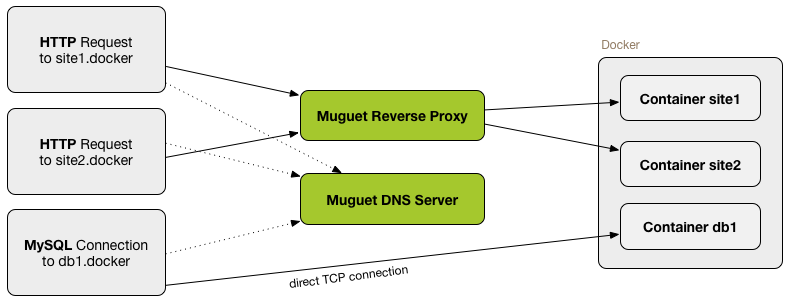 HTTP Request
to site1.docker
HTTP Request
to site2.docker
MySQL Connection
to db1.docker
Muguet Reverse Proxy
Muguet DNS Server
direct TCP connection
Docker
Container site1
Container site2
Container db1